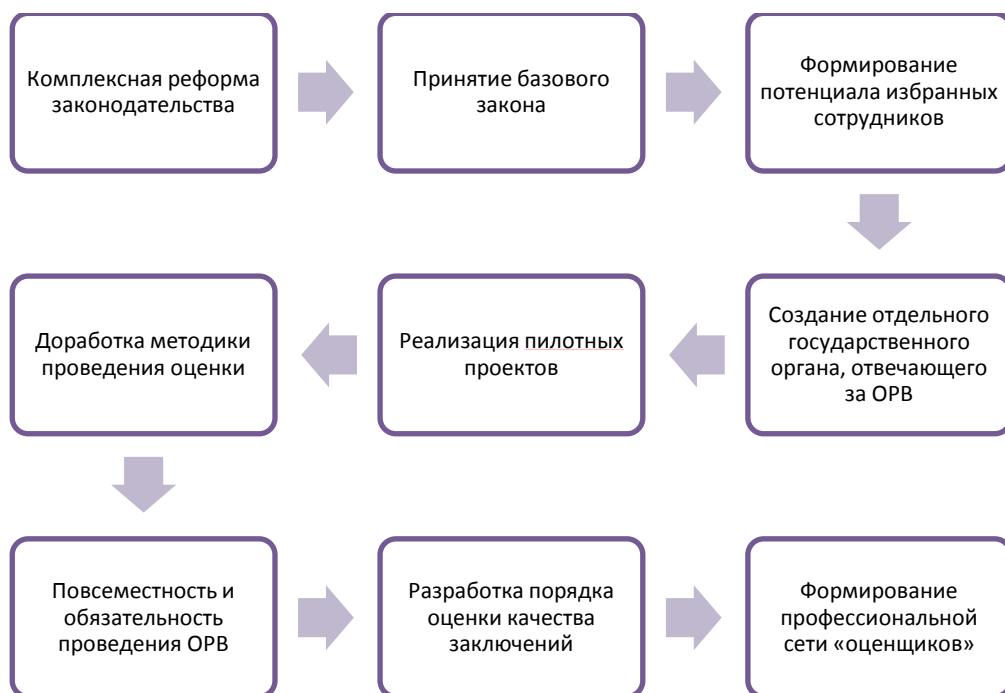 Комплексная реформа
законодательства
Принятие базового
закона
Формирование
потенциала избранных
сотрудников
Создание отдельного
государственного
органа, отвечающего
за ОРВ
Реализация пилотных
проектов
Доработка методики
проведения оценки
Повсеместность и
обязательность
проведения ОРВ
Разработка порядка
оценки качества
заключений
Формирование
профессиональной
сети «оценщиков»